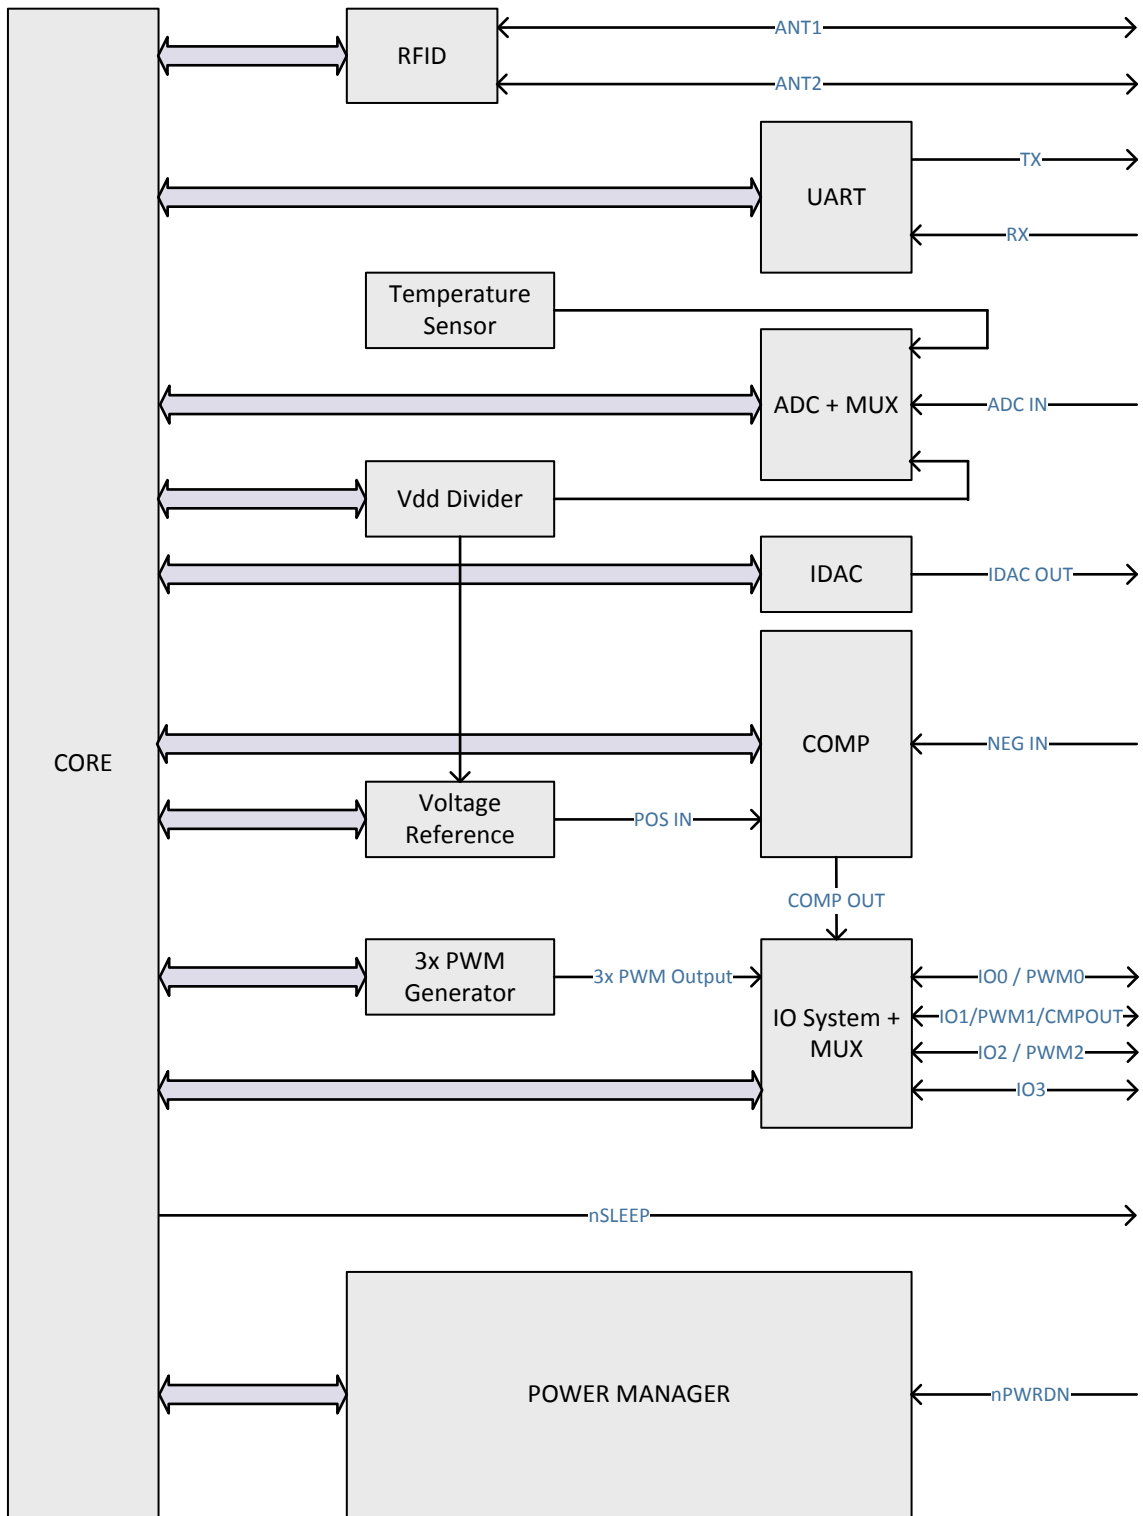 ANT1
RFID
ANT2
TX
UART
RX
Temperature
Sensor
ADC + MUX
ADC IN
Vdd Divider
IDAC
IDAC OUT
CORE
COMP
NEG IN
Voltage
Reference
POS IN
COMP OUT
3x PWM
Generator
3x PWM Output
IO System +
MUX
IO0 / PWM0
IO1/PWM1/CMPOUT
IO2 / PWM2
IO3
nSLEEP
POWER MANAGER
nPWRDN